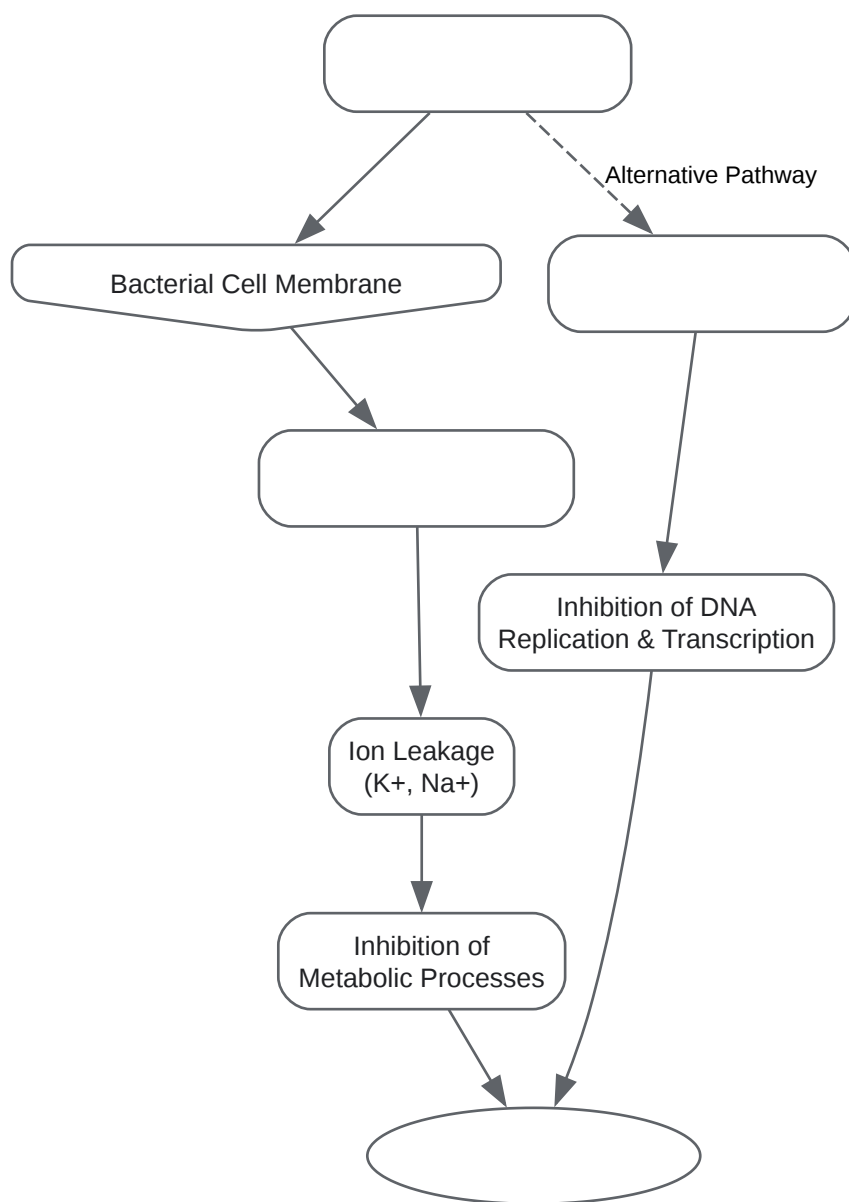 Alternative Pathway
Bacterial Cell Membrane
Inhibition of DNA
Replication & Transcription
Ion Leakage
(K+, Na+)
Inhibition of
Metabolic Processes